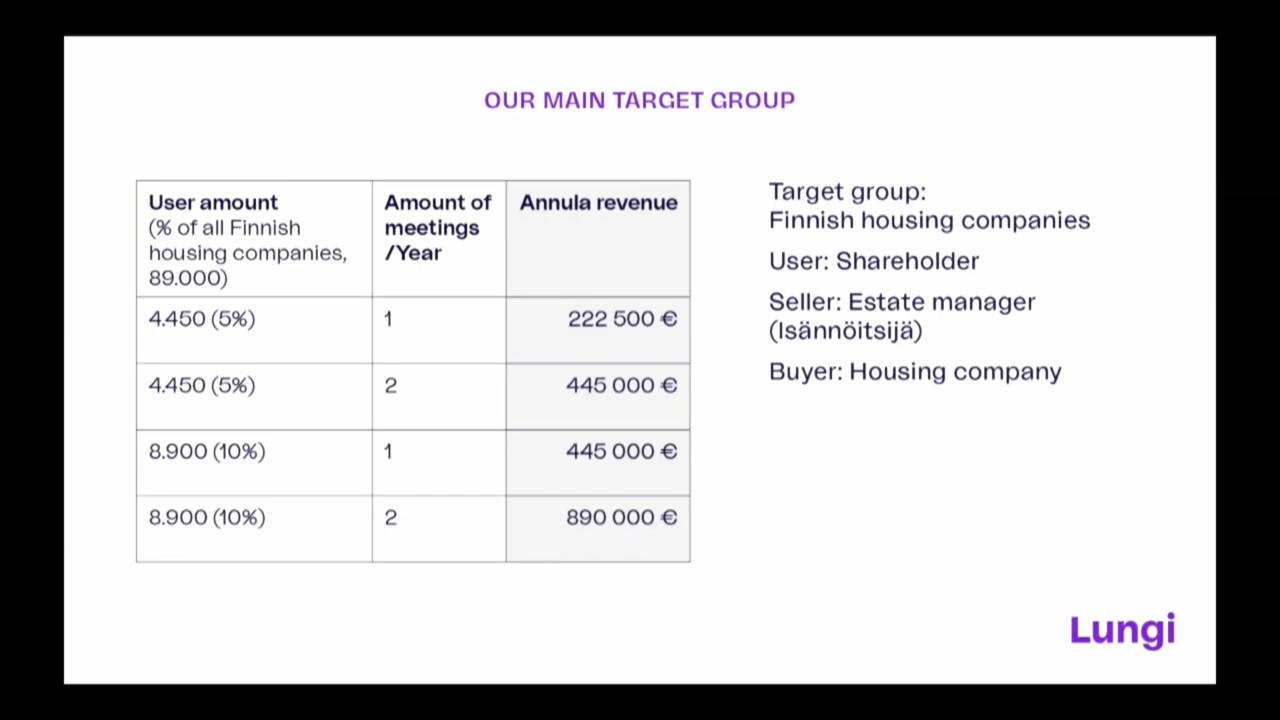 OUR MAIN TARGET GROUP
User amount
(% of all Finnish
housing companies,
89.000)
Amount of
meetings
/Year
Annula revenue
4.450 (5%) 1 222 500 €
4.450 (5%) 2 445 000 €
8.900 (10%) 1 445 000 €
8.900 (10%) 2 890 000 €
Target group:
Finnish housing companies
User: Shareholder
Seller: Estate manager
(Isännöitsijä)
Buyer: Housing company
Lungi